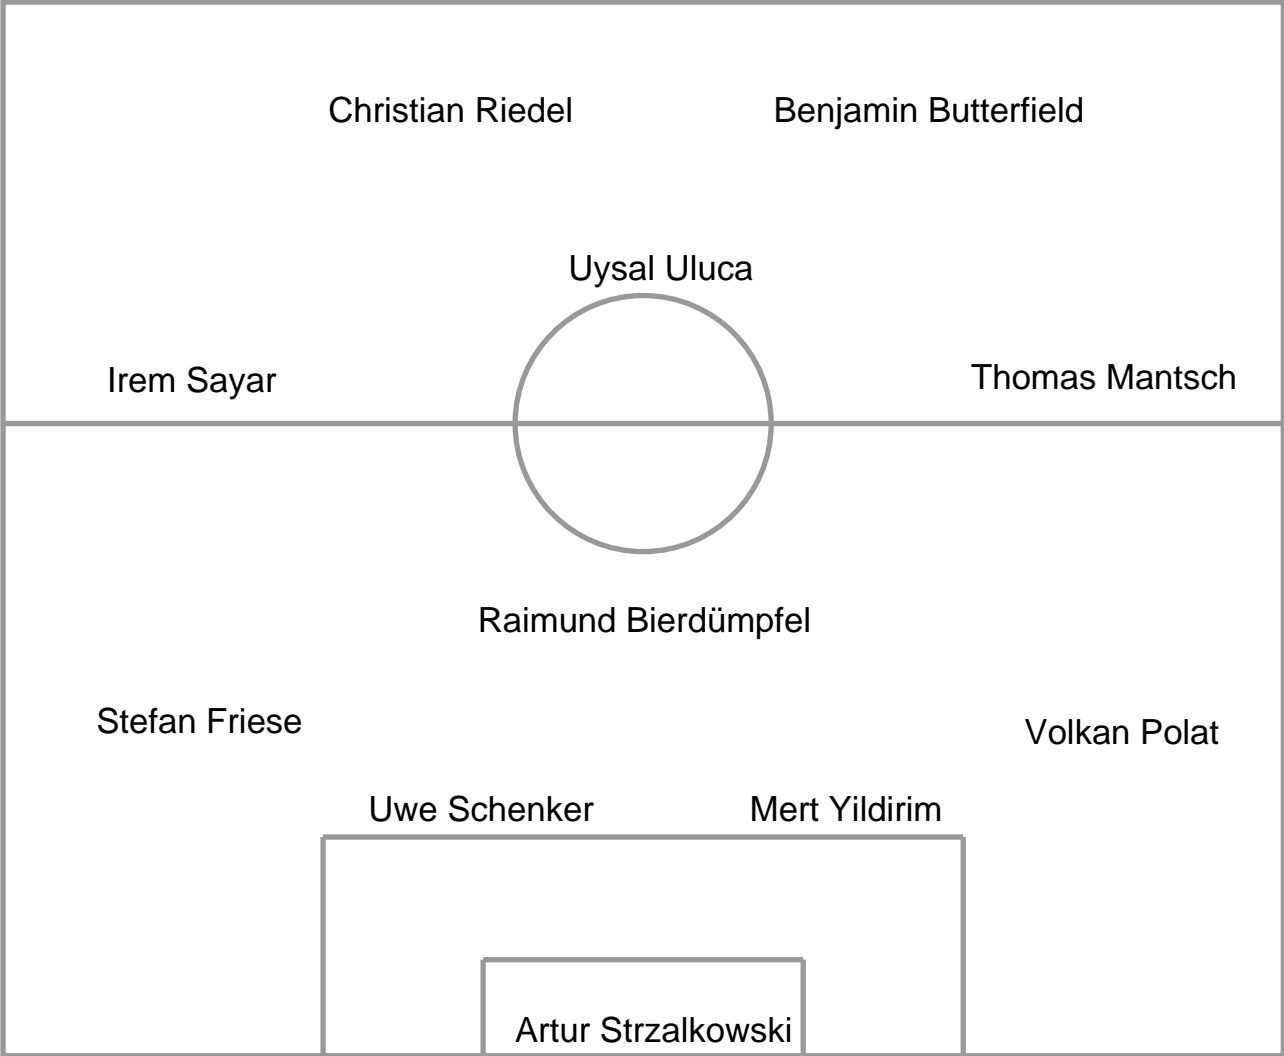 Christian Riedel
Benjamin Butterfield
Uysal Uluca
Irem Sayar
Thomas Mantsch
Raimund Bierdümpfel
Stefan Friese
Volkan Polat
Uwe Schenker
Mert Yildirim
Artur Strzalkowski